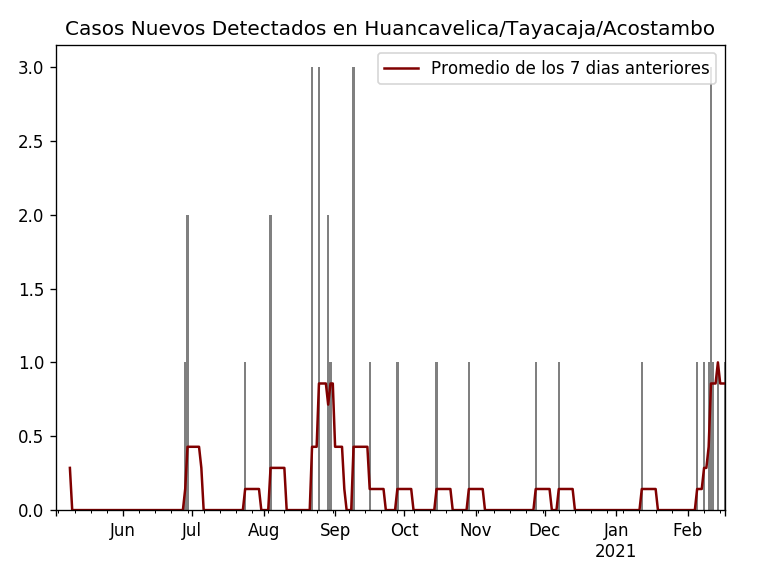 Casos Nuevos Detectados en Huancavelica/Tayacaja/Acostambo
Promedio de los 7 dias anteriores
3.0
2.5
2.0
1.5
1.0
0.5
0.0
Jun Jul Aug Sep Oct Nov Dec Jan Feb
2021